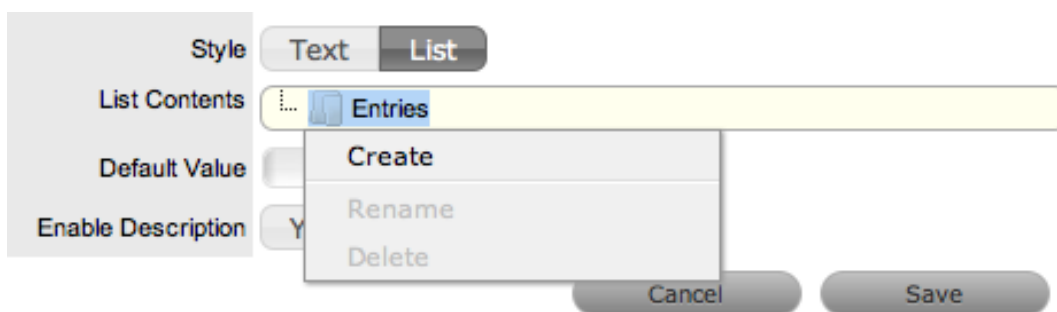 Style Text List
List Contents Entries
Create
Default Value
Rename
Enable Description Y
Delete
Cancel Save